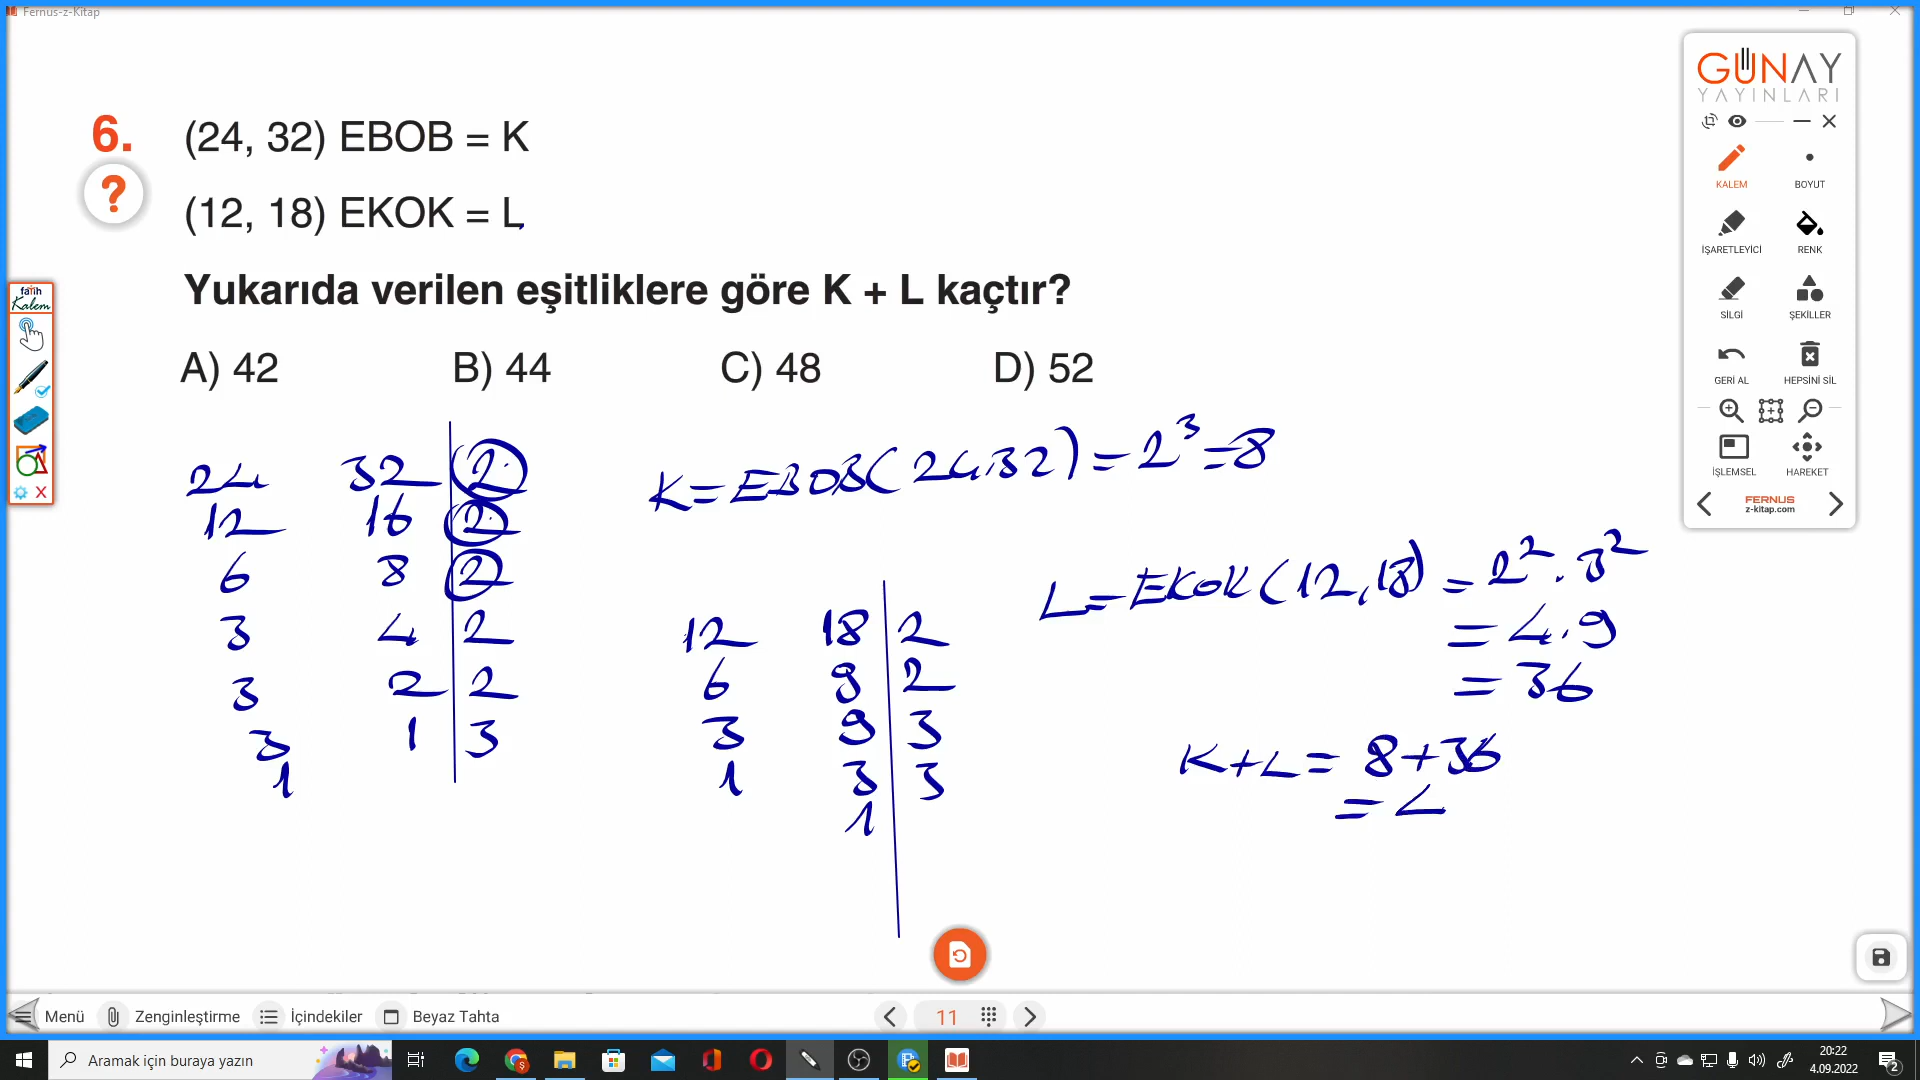 Fernus-z-Kitap
6.
(24, 32) EBOB = K
?
(12, 18) EKOK = L
Yukarıda verilen eşitliklere göre K + L kaçtır?
A) 42
B) 44
C) 48
D) 52
24 32 2
12 16 2
6 8 2
3 4 2
3 2 2
3 1 3
1
K=EBOB(24,32)=2³=8
12 18 2
6 9 2
3 9 3
1 3 3
1
L=EKOK(12,18)=2².3²
=4.9
=36
K+L=8+36
=
fatih
Kalem
X
GÜNAY
YAYINLARI
KALEM
BOYUT
İŞARETLEYİCİ
RENK
SİLGİ
ŞEKİLLER
GERİ AL
HEPSİNİ SİL
İŞLEMSEL
HAREKET
FERNUS
z-kitap.com
Menü
Zenginleştirme
İçindekiler
Beyaz Tahta
11
Aramak için buraya yazın
20:22
4.09.2022
2